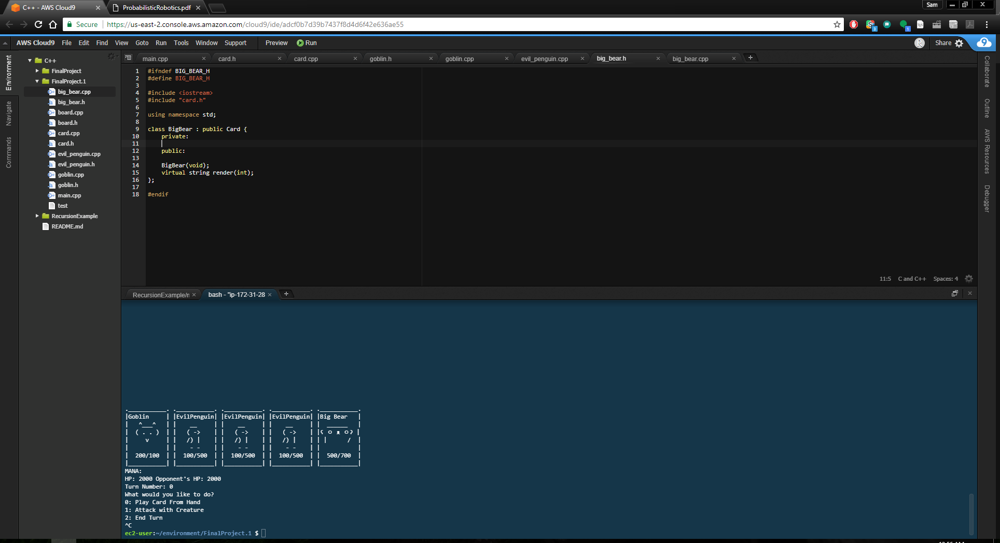 C++ - AWS Cloud9
ProbabilisticRobotics.pdf
Sam
Secure
https://us-east-2.console.aws.amazon.com/cloud9/ide/adcf0b7d39b7437f8d4d6f42e636ae55
AWS Cloud9 File Edit Find View Goto Run Tools Window Support Preview Run
R Share 9
Environment
Navigate
Commands
C++
FinalProject
FinalProject.1
big_bear.cpp
big_bear.h
board.cpp
board.h
card.cpp
card.h
evil_penguin.cpp
evil_penguin.h
goblin.cpp
goblin.h
main.cpp
test
RecursionExample
README.md
main.cpp card.h card.cpp goblin.h goblin.cpp evil_penguin.cpp big_bear.h big_bear.cpp
1 #ifndef BIG_BEAR_H
2 #define BIG_BEAR_H
3
4 #include <iostream>
5 #include "card.h"
6
7 using namespace std;
8
9 class BigBear : public Card {
10 private:
11
12 public:
13
14 BigBear(void);
15 virtual string render(int);
16 };
17
18 #endif
11:5 C and C++ Spaces: 4
Collaborate
Outline
AWS Resources
Debugger
RecursionExample/
bash - "ip-172-31-28
.___________. .___________. .___________. .___________. .___________.
|Goblin     | |EvilPenguin| |EvilPenguin| |EvilPenguin| |Big Bear   |
|   ^___^   | |    __     | |    __     | |    __     | |  ______   |
|  ( . . )  | |   ( ->    | |   ( ->    | |   ( ->    | |ʕ o ᴥ oʔ |
|     v     | |   /) |    | |   /) |    | |   /) |    | | |      /  |
|           | |    - -    | |    - -    | |    - -    | |           |
|  200/100  | |  100/500  | |  100/500  | |  100/500  | |  500/700  |
|___________| |___________| |___________| |___________| |___________|
MANA:
HP: 2000 Opponent's HP: 2000
Turn Number: 0
What would you like to do?
0: Play Card From Hand
1: Attack with Creature
2: End Turn
^C
ec2-user:~/environment/FinalProject.1 $